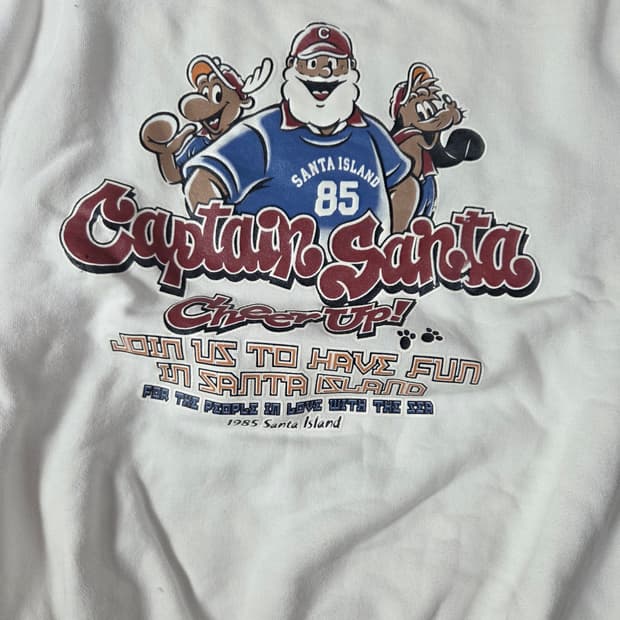 C
SANTA ISLAND
85
Captain Santa
Cheer Up!
JOIN US TO HAVE FUN
IN SANTA ISLAND
FOR THE PEOPLE IN LOVE WITH THE SEA
1985 Santa Island